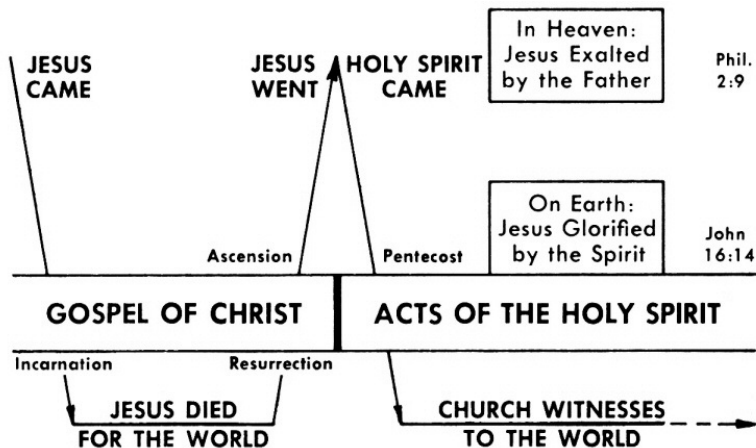 In Heaven:
Jesus Exalted
by the Father
Phil.
2:9
JESUS
CAME
JESUS
WENT
HOLY SPIRIT
CAME
On Earth:
Jesus Glorified
by the Spirit
John
16:14
Ascension
Pentecost
GOSPEL OF CHRIST
ACTS OF THE HOLY SPIRIT
Incarnation
Resurrection
JESUS DIED
FOR THE WORLD
CHURCH WITNESSES
TO THE WORLD